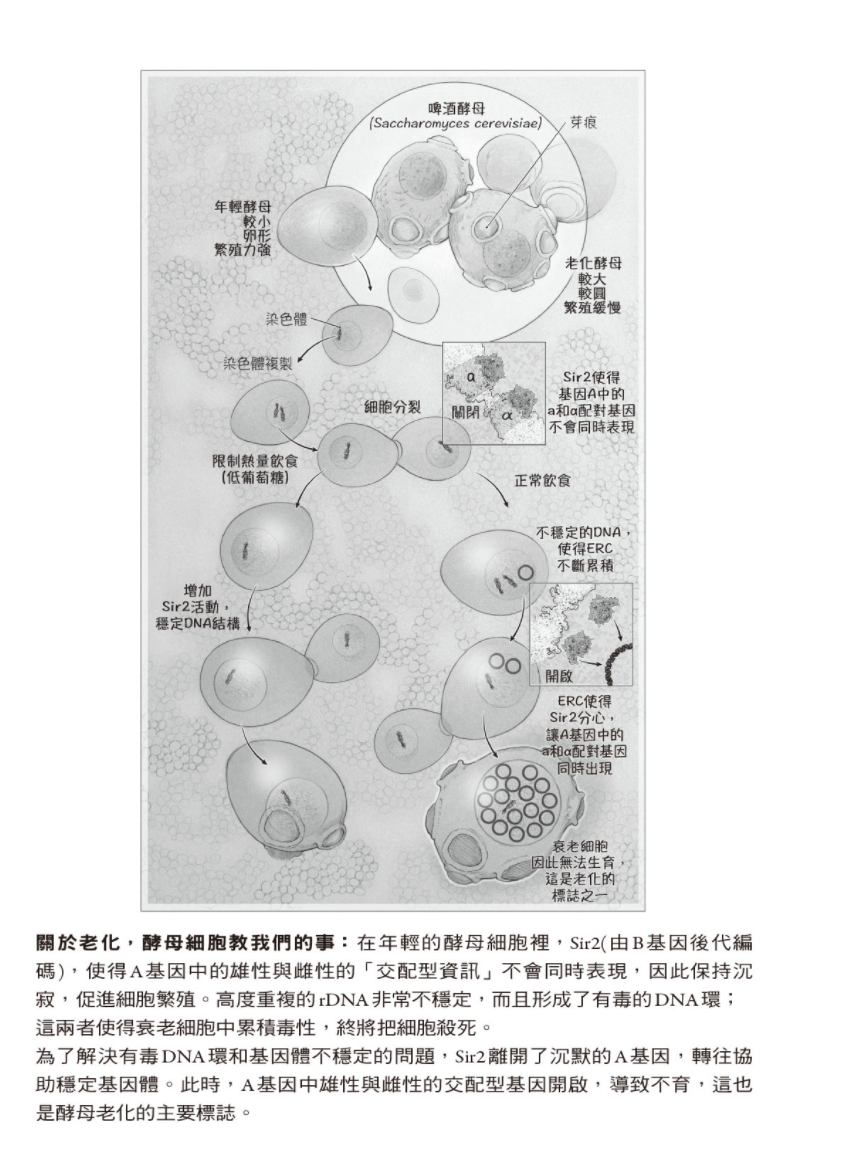 啤酒酵母
(Saccharomyces cerevisiae)
芽痕
年輕酵母
較小
卵形
繁殖力強
老化酵母
較大
較圓
繁殖緩慢
染色體
染色體複製
細胞分裂
a
關閉
α
Sir2使得
基因A中的
a和α配對基因
不會同時表現
限制熱量飲食
(低葡萄糖)
正常飲食
不穩定的DNA,
使得ERC
不斷累積
增加
Sir2活動,
穩定DNA結構
開啟
ERC使得
Sir2分心,
讓A基因中的
a和α配對基因
同時出現
衰老細胞
因此無法生育,
這是老化的
標誌之一
關於老化,酵母細胞教我們的事:在年輕的酵母細胞裡,Sir2(由B基因後代編
碼),使得A基因中的雄性與雌性的「交配型資訊」不會同時表現,因此保持沉
寂,促進細胞繁殖。高度重複的rDNA非常不穩定,而且形成了有毒的DNA環;
這兩者使得衰老細胞中累積毒性,終將把細胞殺死。
為了解決有毒DNA環和基因體不穩定的問題,Sir2離開了沉默的A基因,轉往協
助穩定基因體。此時,A基因中雄性與雌性的交配型基因開啟,導致不育,這也
是酵母老化的主要標誌。